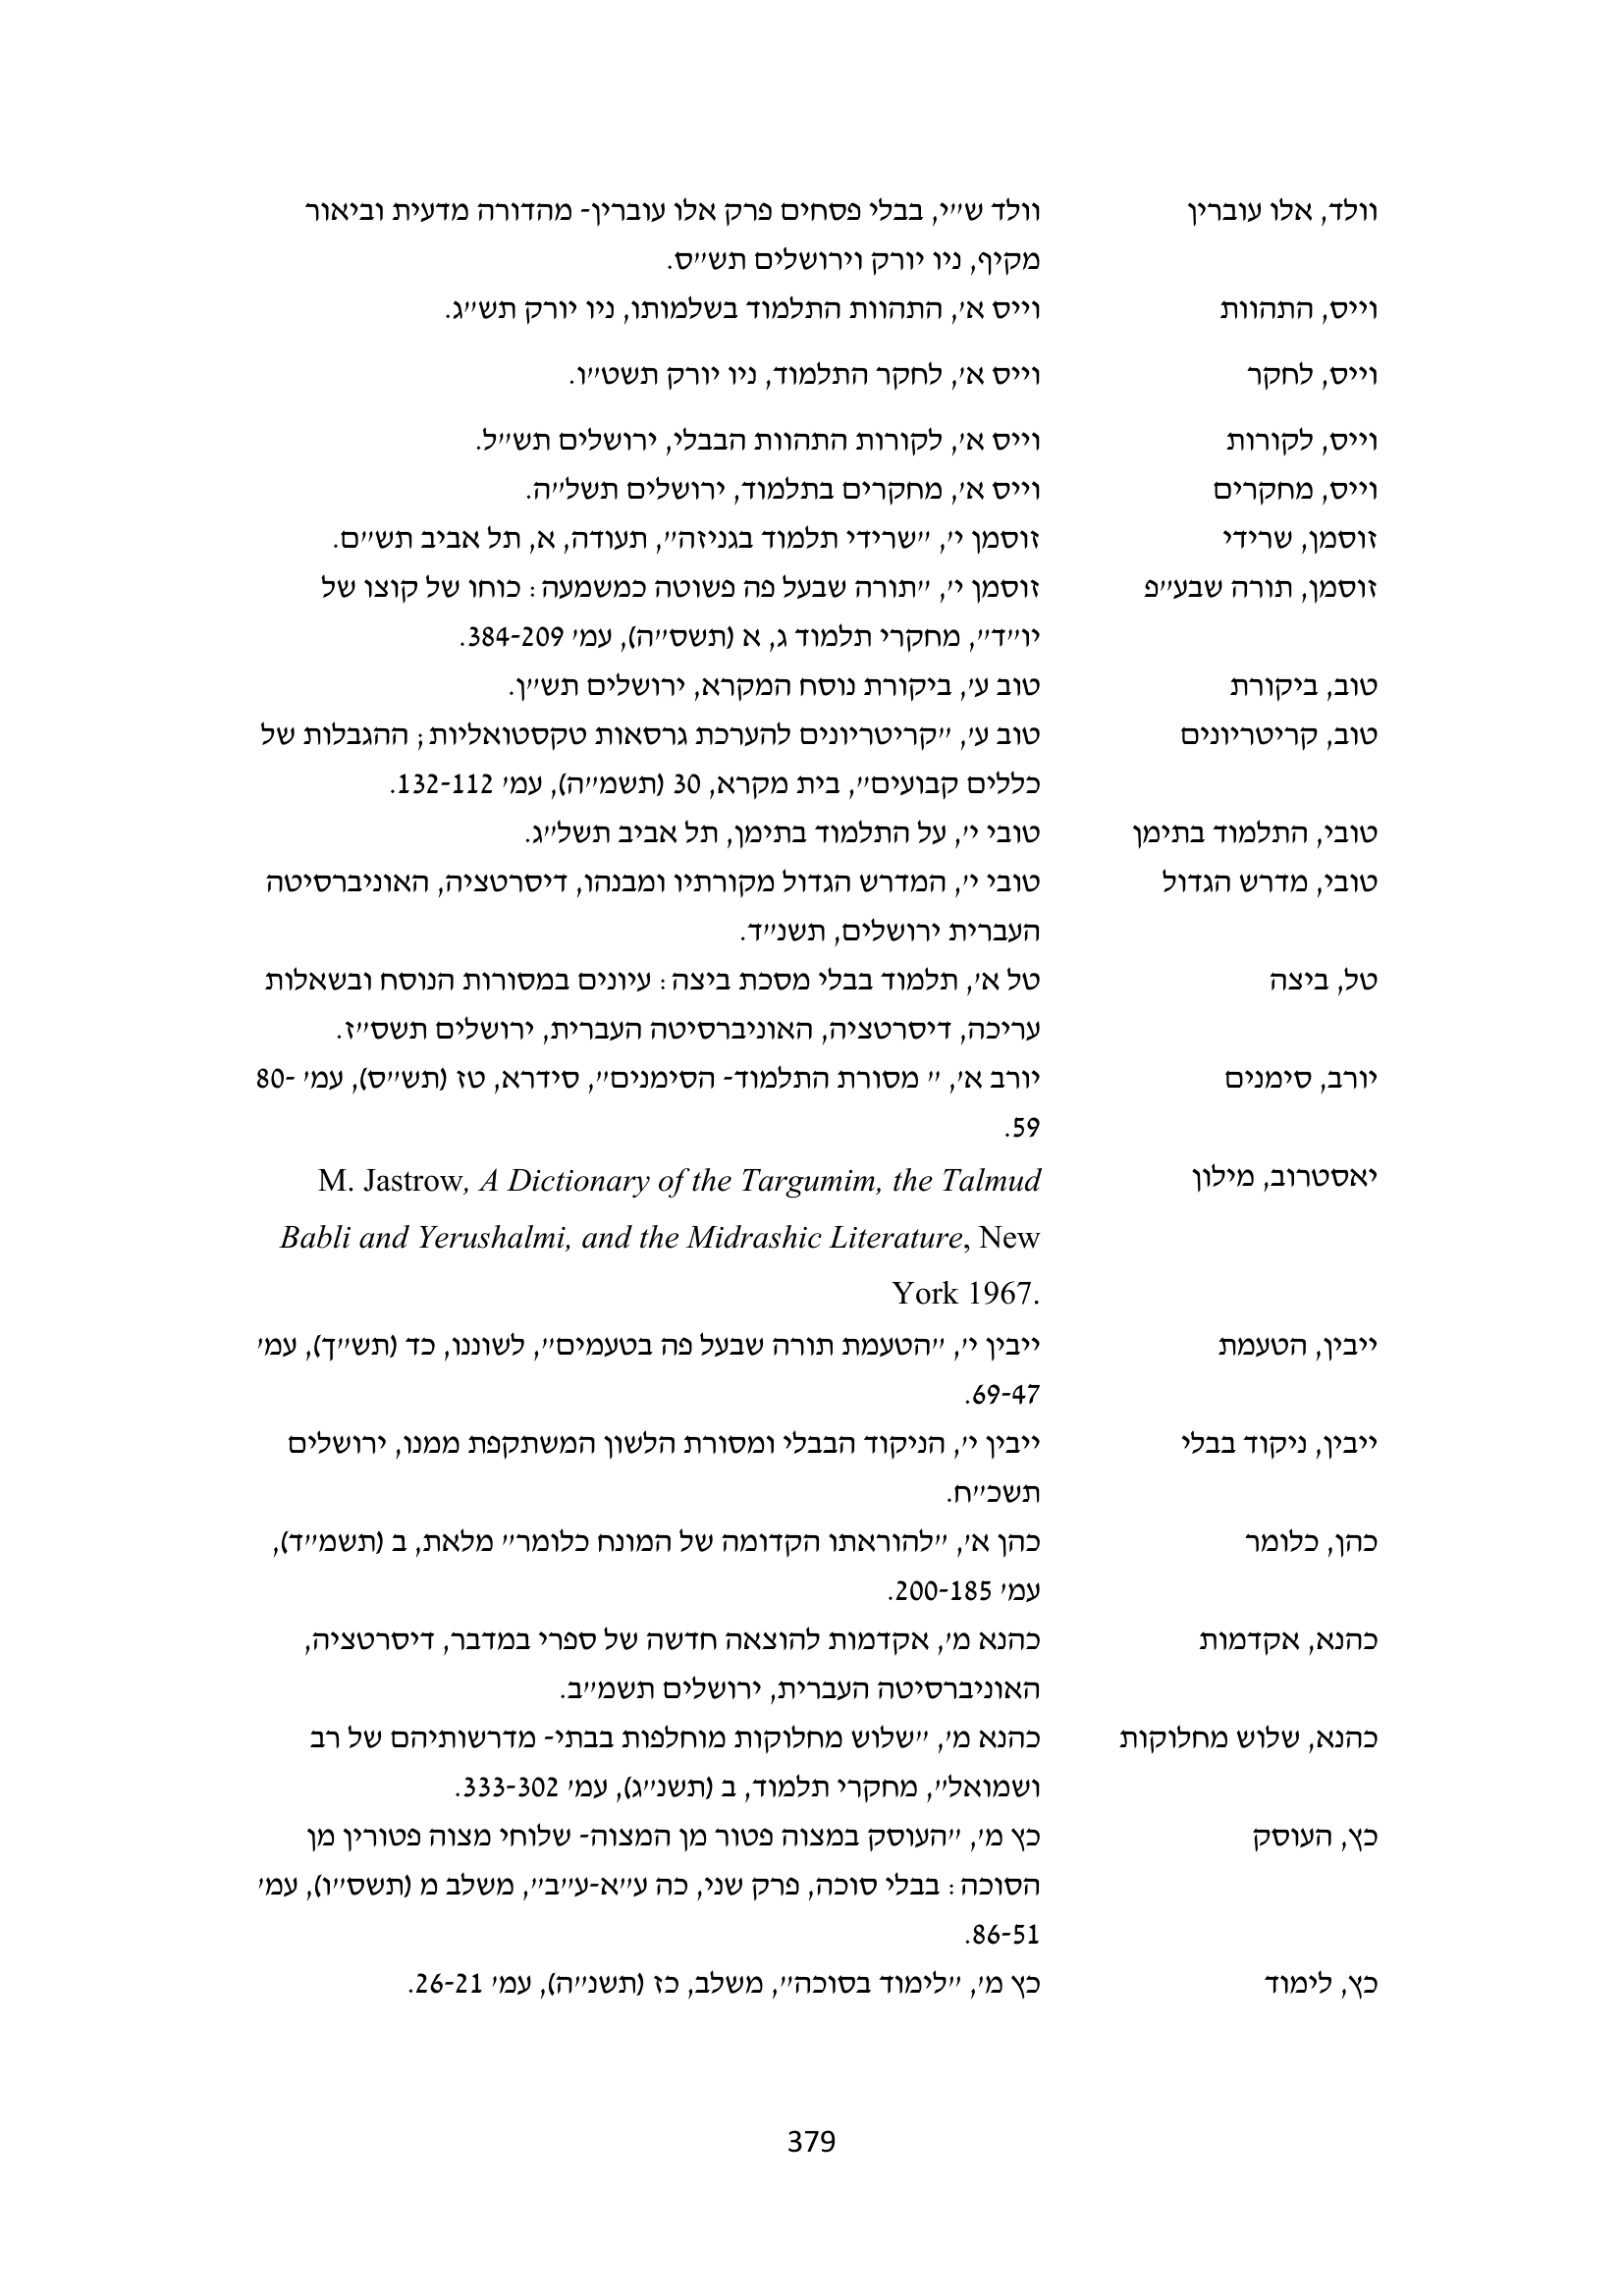 וולד, אלו עוברין וולד ש״י, בבלי פסחים פרק אלו עוברין- מהדורה מדעית וביאור
מקיף, ניו יורק וירושלים תש״ס.
וייס, התהוות וייס א׳, התהוות התלמוד בשלמותו, ניו יורק תש״ג.
וייס, לחקר וייס א׳, לחקר התלמוד, ניו יורק תשט״ו.
וייס, לקורות וייס א׳, לקורות התהוות הבבלי, ירושלים תש״ל.
וייס, מחקרים וייס א׳, מחקרים בתלמוד, ירושלים תשל״ה.
זוסמן, שרידי זוסמן י׳, ״שרידי תלמוד בגניזה״, תעודה, א, תל אביב תש״ם.
זוסמן, תורה שבע״פ זוסמן י׳, ״תורה שבעל פה פשוטה כמשמעה: כוחו של קוצו של
יו״ד״, מחקרי תלמוד ג, א (תשס״ה), עמ׳ 384-209.
טוב, ביקורת טוב ע׳, ביקורת נוסח המקרא, ירושלים תש״ן.
טוב, קריטריונים טוב ע׳, ״קריטריונים להערכת גרסאות טקסטואליות; ההגבלות של
כללים קבועים״, בית מקרא, 30 (תשמ״ה), עמ׳ 132-112.
טובי, התלמוד בתימן טובי י׳, על התלמוד בתימן, תל אביב תשל״ג.
טובי, מדרש הגדול טובי י׳, המדרש הגדול מקורתיו ומבנהו, דיסרטציה, האוניברסיטה
העברית ירושלים, תשנ״ד.
טל, ביצה טל א׳, תלמוד בבלי מסכת ביצה: עיונים במסורות הנוסח ובשאלות
עריכה, דיסרטציה, האוניברסיטה העברית, ירושלים תשס״ז.
יורב, סימנים יורב א׳, ״ מסורת התלמוד- הסימנים״, סידרא, טז (תש״ס), עמ׳ 80-
59.
יאסטרוב, מילון M. Jastrow, A Dictionary of the Targumim, the Talmud
Babli and Yerushalmi, and the Midrashic Literature, New
York 1967.
ייבין, הטעמת ייבין י׳, ״הטעמת תורה שבעל פה בטעמים״, לשוננו, כד (תש״ך), עמ׳
69-47.
ייבין, ניקוד בבלי ייבין י׳, הניקוד הבבלי ומסורת הלשון המשתקפת ממנו, ירושלים
תשכ״ח.
כהן, כלומר כהן א׳, ״להוראתו הקדומה של המונח כלומר״ מלאת, ב (תשמ״ד),
עמ׳ 200-185.
כהנא, אקדמות כהנא מ׳, אקדמות להוצאה חדשה של ספרי במדבר, דיסרטציה,
האוניברסיטה העברית, ירושלים תשמ״ב.
כהנא, שלוש מחלוקות כהנא מ׳, ״שלוש מחלוקות מוחלפות בבתי- מדרשותיהם של רב
ושמואל״, מחקרי תלמוד, ב (תשנ״ג), עמ׳ 333-302.
כץ, העוסק כץ מ׳, ״העוסק במצוה פטור מן המצוה- שלוחי מצוה פטורין מן
הסוכה: בבלי סוכה, פרק שני, כה ע״א-ע״ב״, משלב מ (תשס״ו), עמ׳
86-51.
כץ, לימוד כץ מ׳, ״לימוד בסוכה״, משלב, כז (תשנ״ה), עמ׳ 26-21.
379